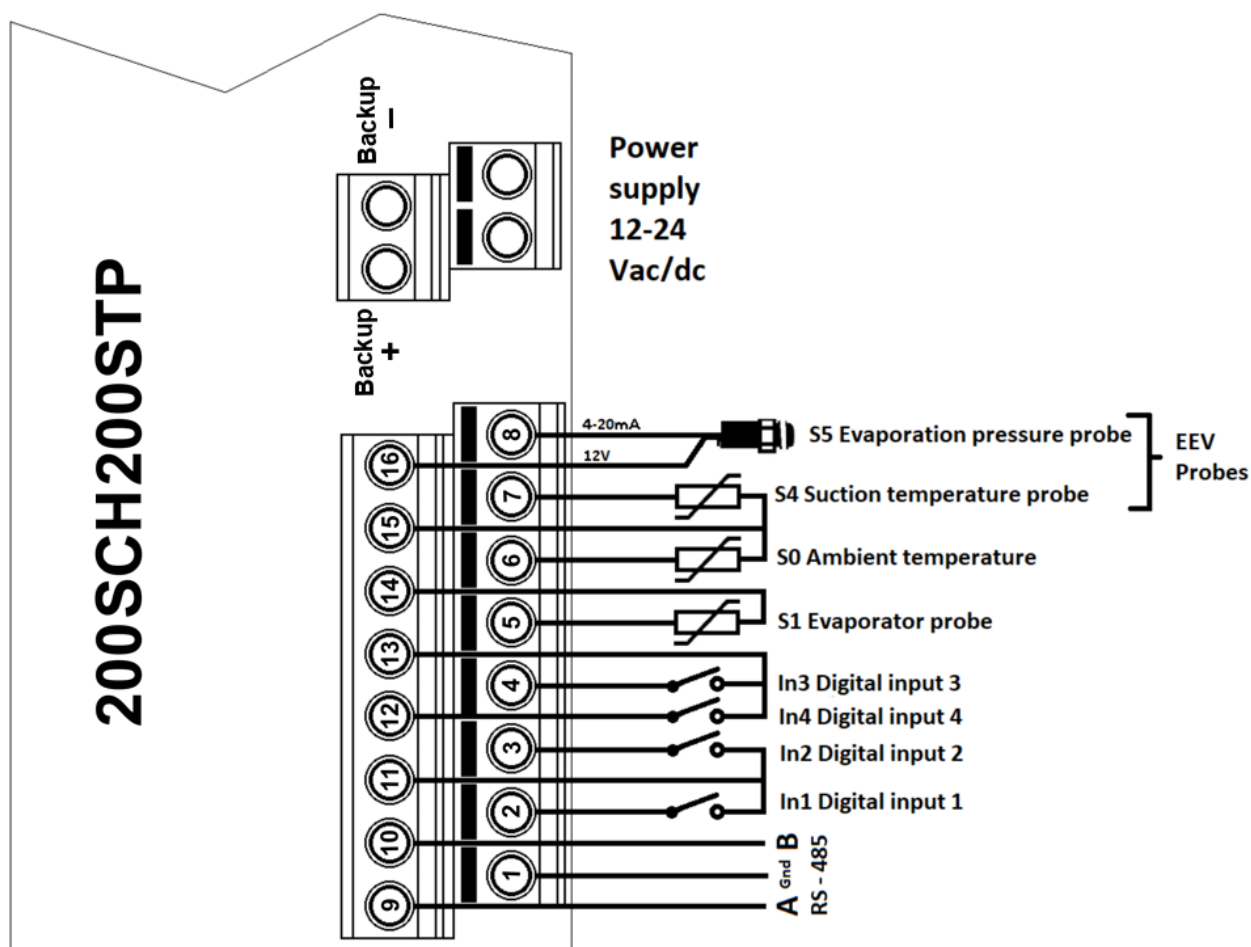 200SCH200STP
Backup
−
Backup
+
Power
supply
12-24
Vac/dc
8
16
7
15
6
14
5
13
4
12
3
11
2
10
1
9
4-20mA
12V
S5 Evaporation pressure probe
S4 Suction temperature probe
EEV
Probes
S0 Ambient temperature
S1 Evaporator probe
In3 Digital input 3
In4 Digital input 4
In2 Digital input 2
In1 Digital input 1
A Gnd B
RS - 485